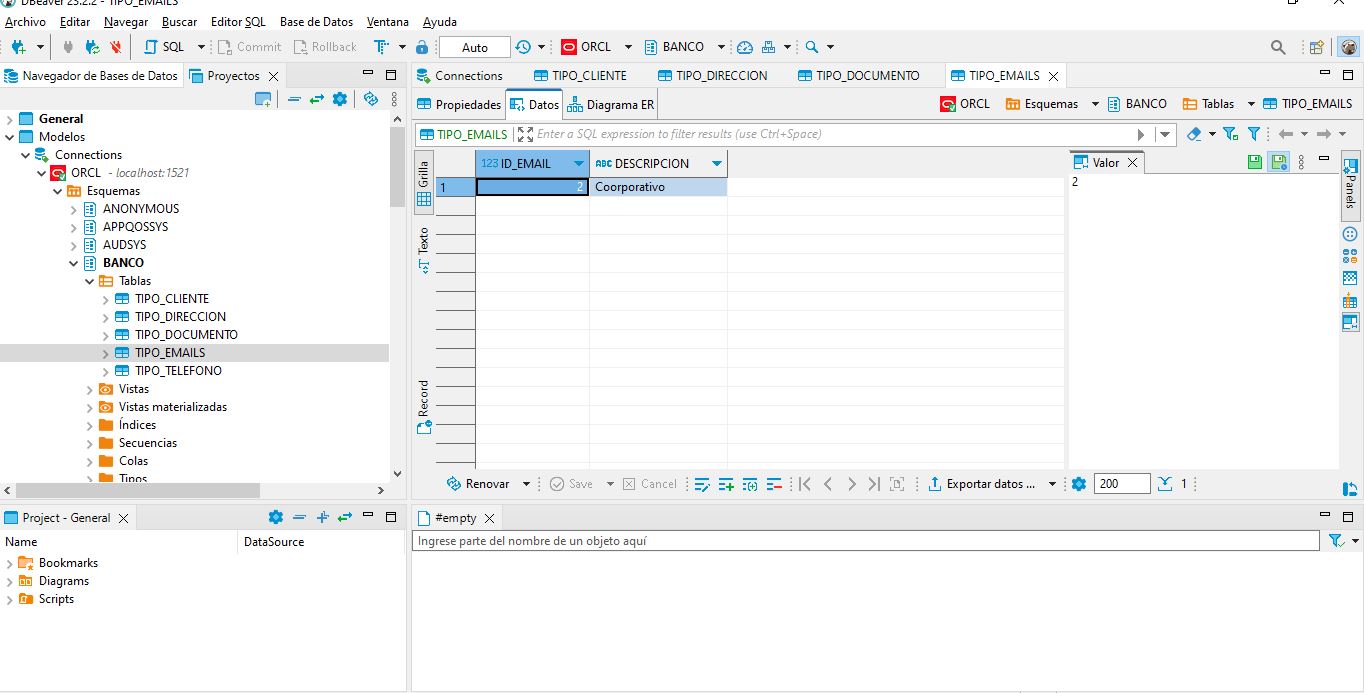 DBeaver 23.2.2 - TIPO_EMAILS
Archivo Editar Navegar Buscar Editor SQL Base de Datos Ventana Ayuda
SQL Commit Rollback Auto ORCL BANCO
Navegador de Bases de Datos Proyectos
General
Modelos
Connections
ORCL - localhost:1521
Esquemas
ANONYMOUS
APPQOSSYS
AUDSYS
BANCO
Tablas
TIPO_CLIENTE
TIPO_DIRECCION
TIPO_DOCUMENTO
TIPO_EMAILS
TIPO_TELEFONO
Vistas
Vistas materializadas
Índices
Secuencias
Colas
Tipos
Connections TIPO_CLIENTE TIPO_DIRECCION TIPO_DOCUMENTO TIPO_EMAILS
Propiedades Datos Diagrama ER ORCL Esquemas BANCO Tablas TIPO_EMAILS
TIPO_EMAILS Enter a SQL expression to filter results (use Ctrl+Space)
Grilla
Texto
Record
123 ID_EMAIL ABC DESCRIPCION
1 2 Coorporativo
Valor
2
Panels
Renovar Save Cancel Exportar datos ... 200 1
Project - General
Name DataSource
Bookmarks
Diagrams
Scripts
#empty
Ingrese parte del nombre de un objeto aquí